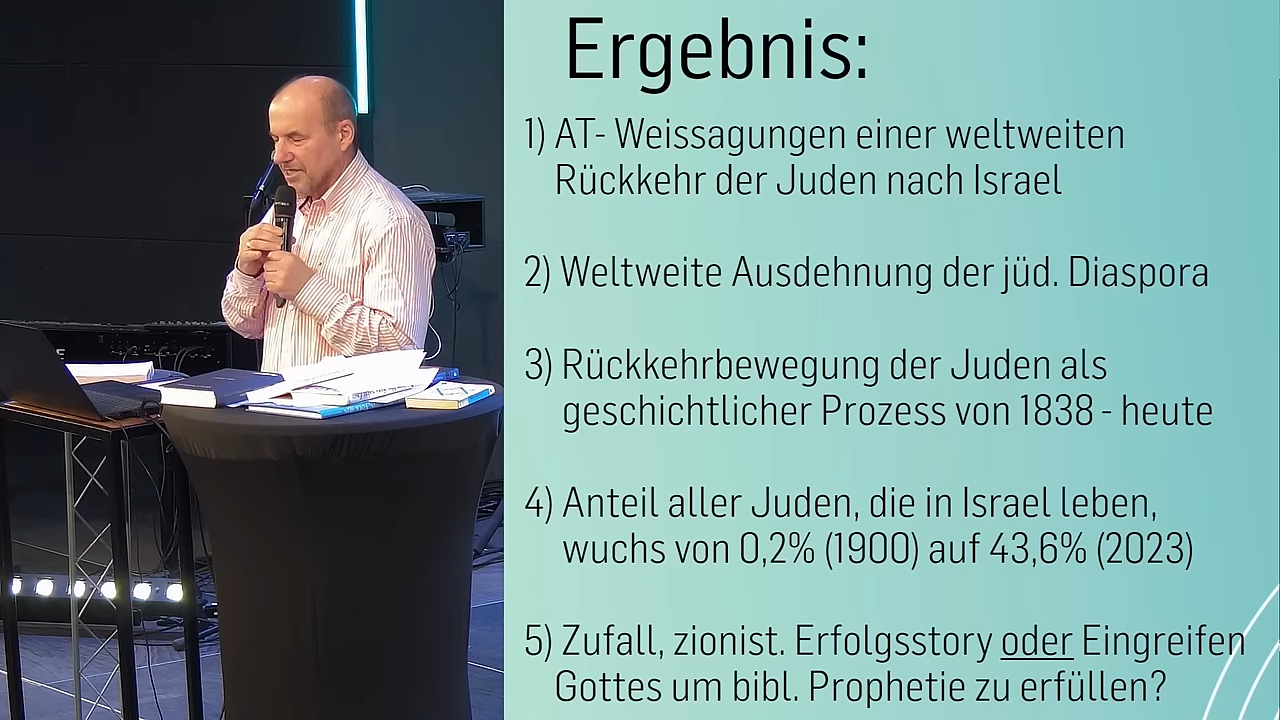 Ergebnis:
1) AT- Weissagungen einer weltweiten
Rückkehr der Juden nach Israel
2) Weltweite Ausdehnung der jüd. Diaspora
3) Rückkehrbewegung der Juden als
geschichtlicher Prozess von 1838 - heute
4) Anteil aller Juden, die in Israel leben,
wuchs von 0,2% (1900) auf 43,6% (2023)
5) Zufall, zionist. Erfolgsstory oder Eingreifen
Gottes um bibl. Prophetie zu erfüllen?